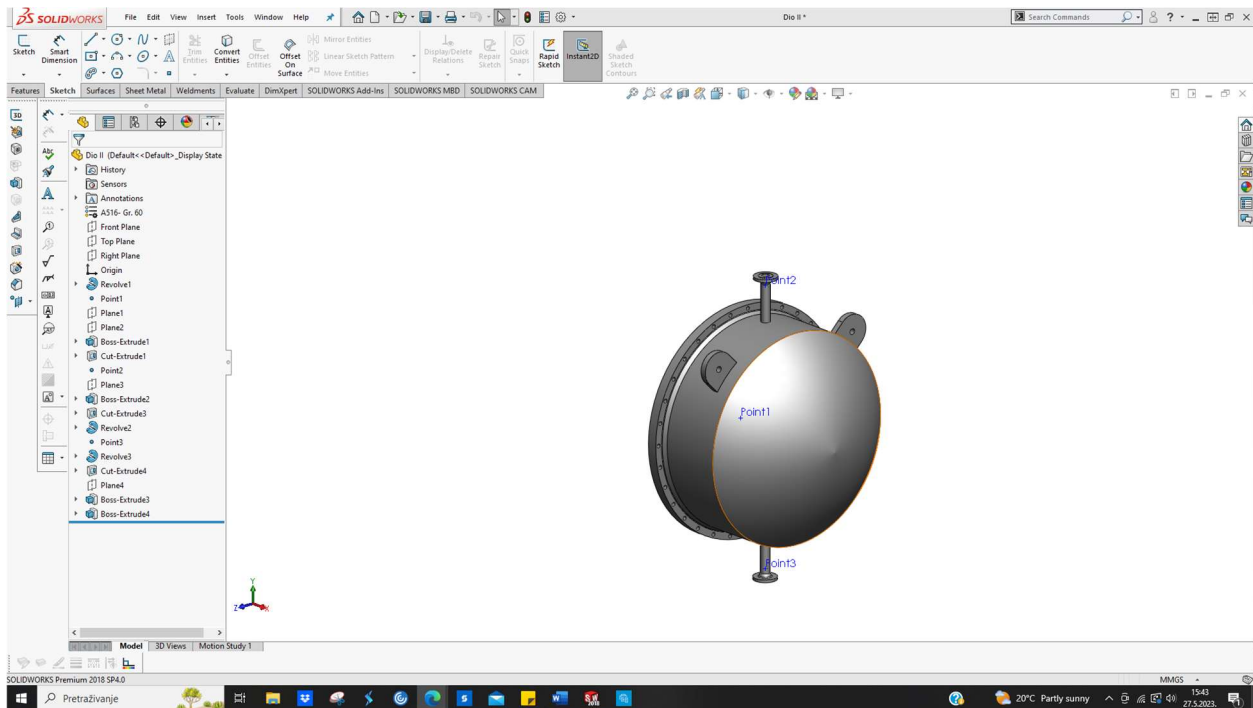 SOLIDWORKS File Edit View Insert Tools Window Help
Dio II *
Search Commands
Sketch
Smart Dimension
Trim Entities
Convert Entities
Offset Entities
Offset On Surface
Mirror Entities
Linear Sketch Pattern
Move Entities
Display/Delete Relations
Repair Sketch
Quick Snaps
Rapid Sketch
Instant2D
Shaded Sketch Contours
Features Sketch Surfaces Sheet Metal Weldments Evaluate DimXpert SOLIDWORKS Add-Ins SOLIDWORKS MBD SOLIDWORKS CAM
Dio II (Default<<Default>_Display State
History
Sensors
Annotations
A516- Gr. 60
Front Plane
Top Plane
Right Plane
Origin
Revolve1
Point1
Plane1
Plane2
Boss-Extrude1
Cut-Extrude1
Point2
Plane3
Boss-Extrude2
Cut-Extrude3
Revolve2
Point3
Revolve3
Cut-Extrude4
Plane4
Boss-Extrude3
Boss-Extrude4
Point2
Point1
Point3
Y
Z X
Model 3D Views Motion Study 1
SOLIDWORKS Premium 2018 SP4.0
MMGS
Pretraživanje
20°C Partly sunny
15:43
27.5.2023.